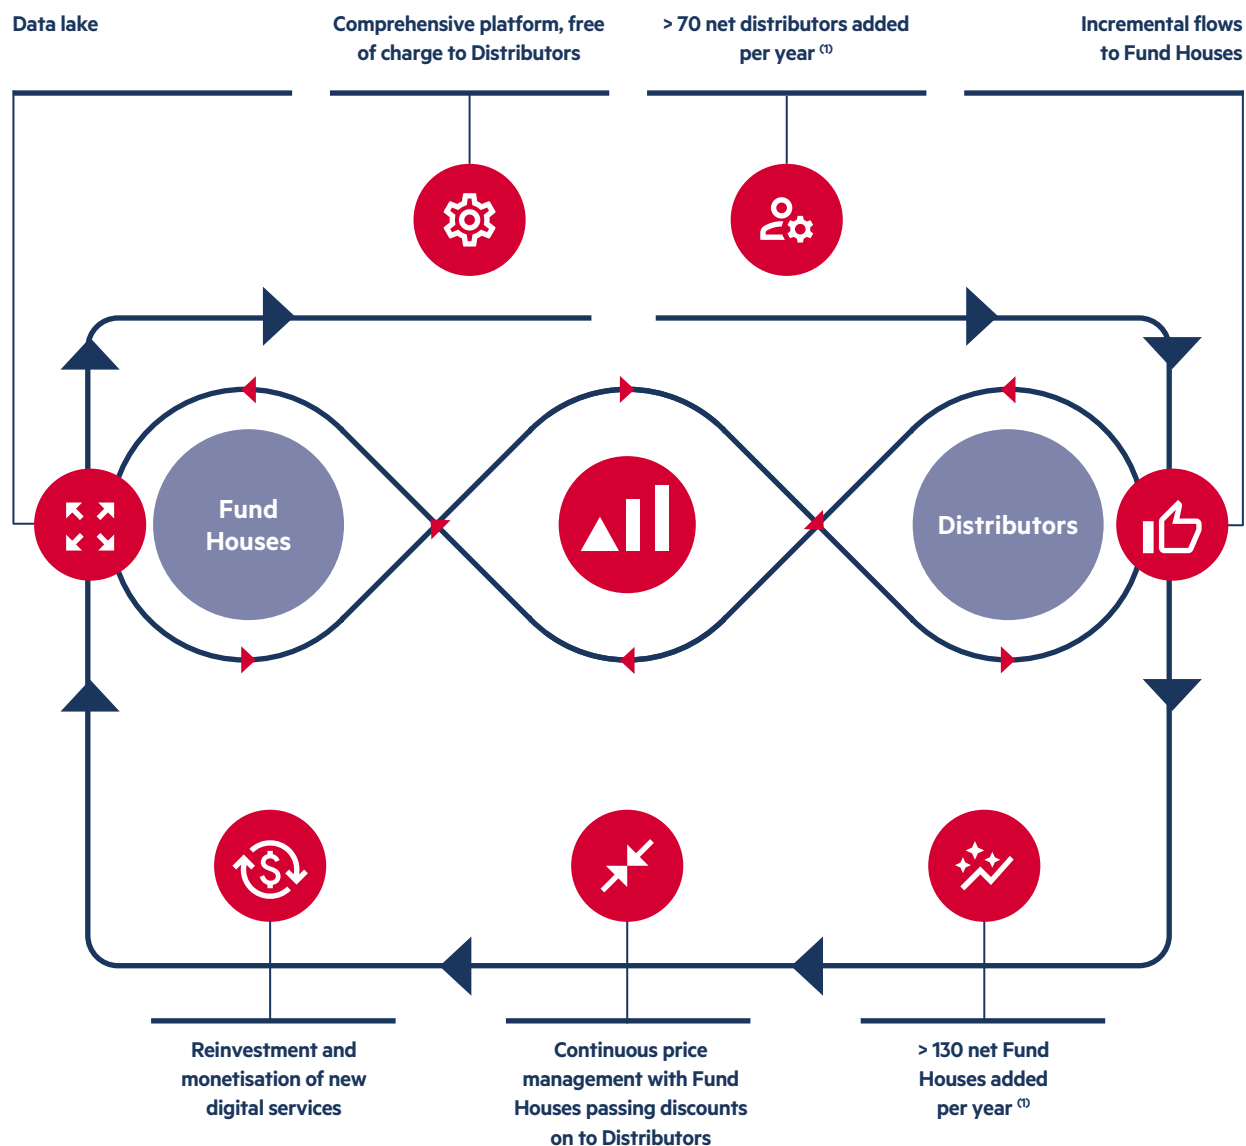 Data lake
Comprehensive platform, free
of charge to Distributors
> 70 net distributors added
per year (1)
Incremental flows
to Fund Houses
Fund
Houses
Distributors
Reinvestment and
monetisation of new
digital services
Continuous price
management with Fund
Houses passing discounts
on to Distributors
> 130 net Fund
Houses added
per year (1)